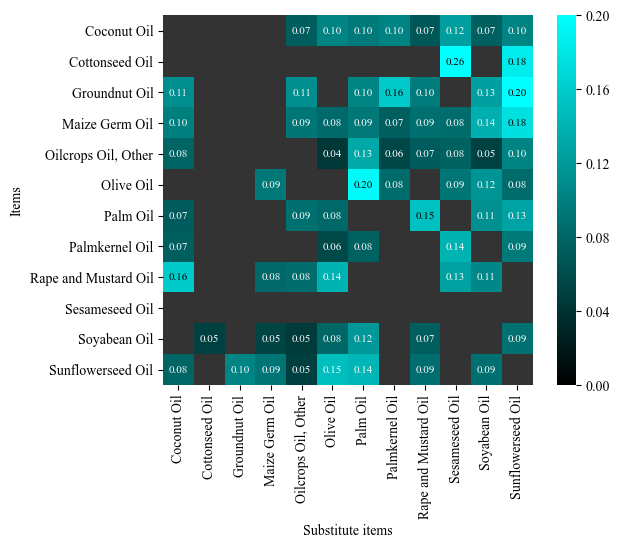 Coconut Oil 0.07 0.10 0.10 0.10 0.07 0.12 0.07 0.10
Cottonseed Oil 0.26 0.18
Groundnut Oil 0.11 0.11 0.10 0.16 0.10 0.13 0.20
Maize Germ Oil 0.10 0.09 0.08 0.09 0.07 0.09 0.08 0.14 0.18
Oilcrops Oil, Other 0.08 0.04 0.13 0.06 0.07 0.08 0.05 0.10
Olive Oil 0.09 0.20 0.08 0.09 0.12 0.08
Palm Oil 0.07 0.09 0.08 0.15 0.11 0.13
Palmkernel Oil 0.07 0.06 0.08 0.14 0.09
Rape and Mustard Oil 0.16 0.08 0.08 0.14 0.13 0.11
Sesameseed Oil
Soyabean Oil 0.05 0.05 0.05 0.08 0.12 0.07 0.09
Sunflowerseed Oil 0.08 0.10 0.09 0.05 0.15 0.14 0.09 0.09
Items
Coconut Oil
Cottonseed Oil
Groundnut Oil
Maize Germ Oil
Oilcrops Oil, Other
Olive Oil
Palm Oil
Palmkernel Oil
Rape and Mustard Oil
Sesameseed Oil
Soyabean Oil
Sunflowerseed Oil
Substitute items
0.20
0.16
0.12
0.08
0.04
0.00